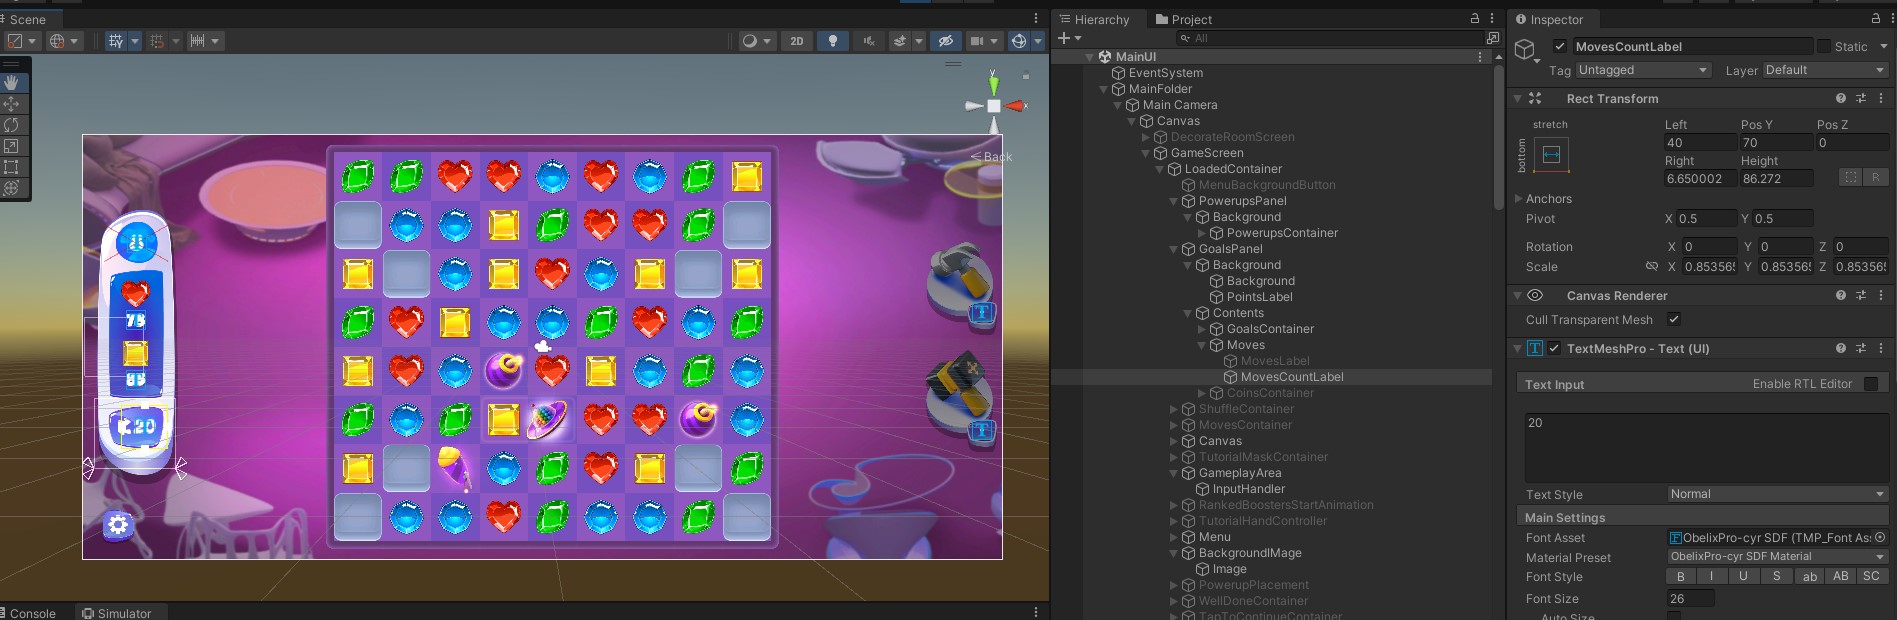 Scene
2D
Back
75
20
Console
Simulator
Hierarchy
Project
All
MainUI
EventSystem
MainFolder
Main Camera
Canvas
DecorateRoomScreen
GameScreen
LoadedContainer
MenuBackgroundButton
PowerupsPanel
Background
PowerupsContainer
GoalsPanel
Background
Background
PointsLabel
Contents
GoalsContainer
Moves
MovesLabel
MovesCountLabel
CoinsContainer
ShuffleContainer
MovesContainer
Canvas
TutorialMaskContainer
GameplayArea
InputHandler
RankedBoostersStartAnimation
TutorialHandController
Menu
BackgroundIMage
Image
PowerupPlacement
WellDoneContainer
TapToContinueContainer
Inspector
MovesCountLabel
Static
Tag Untagged Layer Default
Rect Transform
stretch
bottom
Left Pos Y Pos Z
40 70 0
Right Height
6.650002 86.272
R
Anchors
Pivot X 0.5 Y 0.5
Rotation X 0 Y 0 Z 0
Scale X 0.85356 Y 0.85356 Z 0.85356
Canvas Renderer
Cull Transparent Mesh
TextMeshPro - Text (UI)
Text Input Enable RTL Editor
20
Text Style Normal
Main Settings
Font Asset ObelixPro-cyr SDF (TMP_Font As
Material Preset ObelixPro-cyr SDF Material
Font Style B I U S ab AB SC
Font Size 26
Auto Size